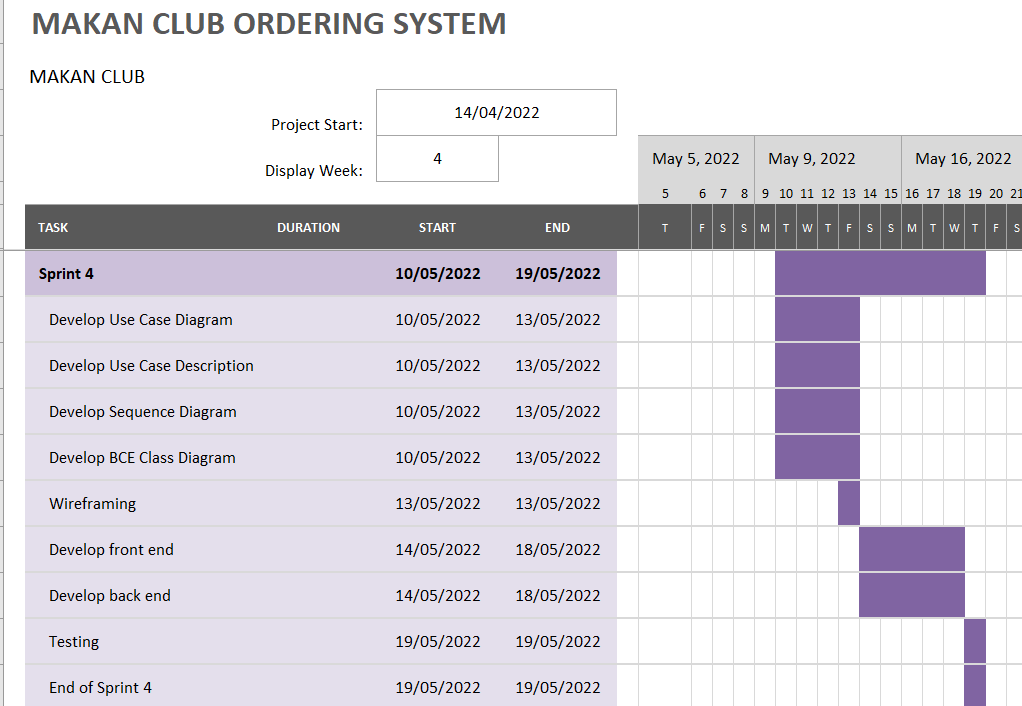 MAKAN CLUB ORDERING SYSTEM
MAKAN CLUB
Project Start: 14/04/2022
Display Week: 4
May 5, 2022 May 9, 2022 May 16, 2022
5 6 7 8 9 10 11 12 13 14 15 16 17 18 19 20 21
TASK DURATION START END T F S S M T W T F S S M T W T F S
Sprint 4 10/05/2022 19/05/2022
Develop Use Case Diagram 10/05/2022 13/05/2022
Develop Use Case Description 10/05/2022 13/05/2022
Develop Sequence Diagram 10/05/2022 13/05/2022
Develop BCE Class Diagram 10/05/2022 13/05/2022
Wireframing 13/05/2022 13/05/2022
Develop front end 14/05/2022 18/05/2022
Develop back end 14/05/2022 18/05/2022
Testing 19/05/2022 19/05/2022
End of Sprint 4 19/05/2022 19/05/2022